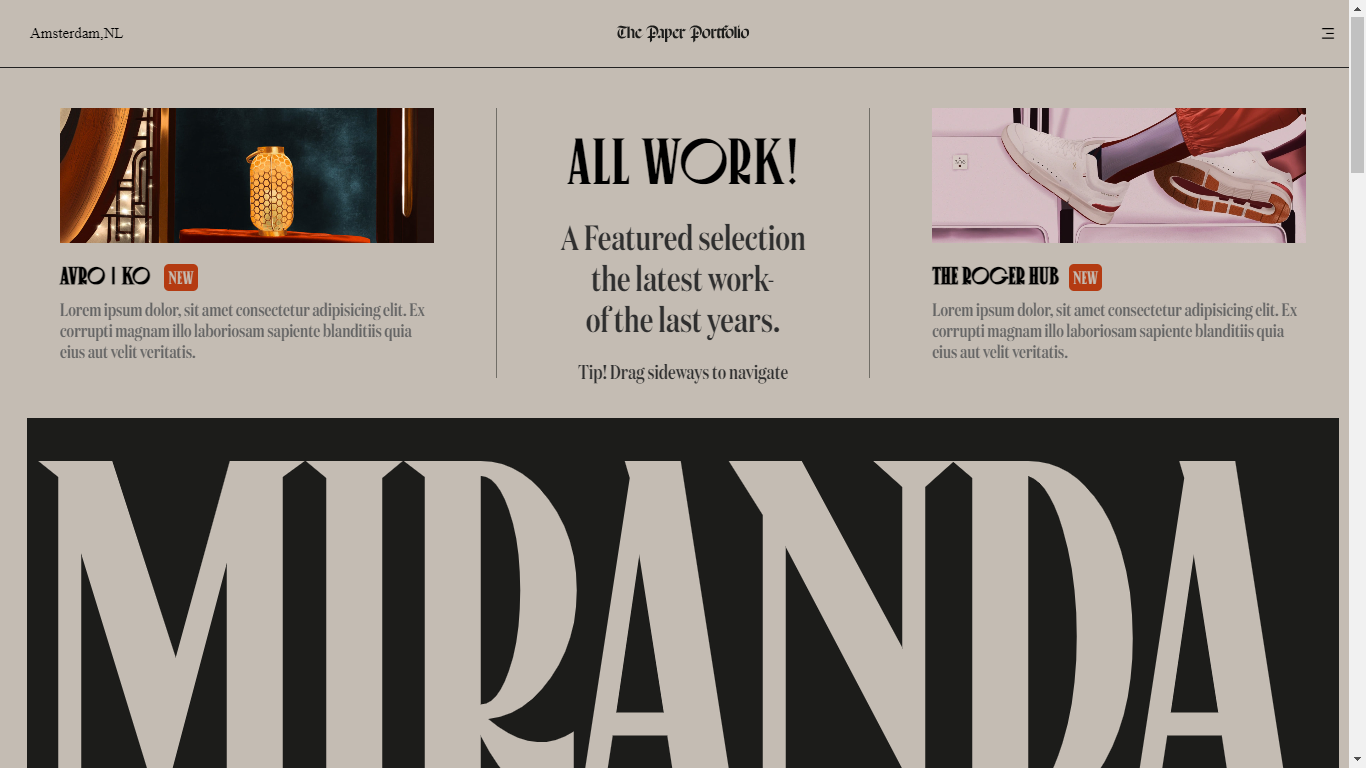 Amsterdam,NL
The Paper Portfolio
ALL WORK!
A Featured selection
the latest work-
of the last years.
Tip! Drag sideways to navigate
AVRO | KO NEW
Lorem ipsum dolor, sit amet consectetur adipisicing elit. Ex
corrupti magnam illo laboriosam sapiente blanditiis quia
eius aut velit veritatis.
THE ROGER HUB NEW
Lorem ipsum dolor, sit amet consectetur adipisicing elit. Ex
corrupti magnam illo laboriosam sapiente blanditiis quia
eius aut velit veritatis.
MIRANDA